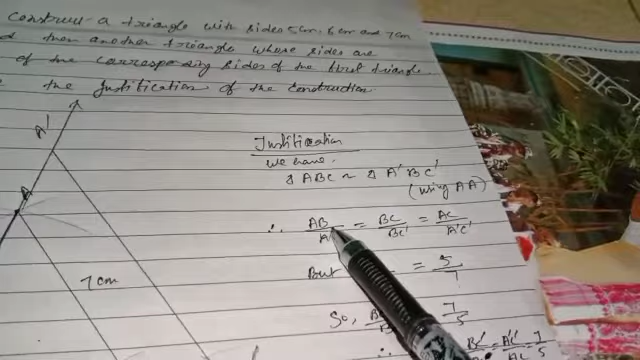 Construct a triangle with sides 5cm, 6cm and 7cm
then another triangle whose sides are
of the corresponding sides of the first triangle.
the Justification of the construction.
A'
Justification
we have,
Δ ABC ~ Δ A'BC'
(using AA)
∴ AB = BC = AC
BC' A'C'
7cm
But = 5
7
So, 7
5
∴ BC' = A'C' 7
AC 5